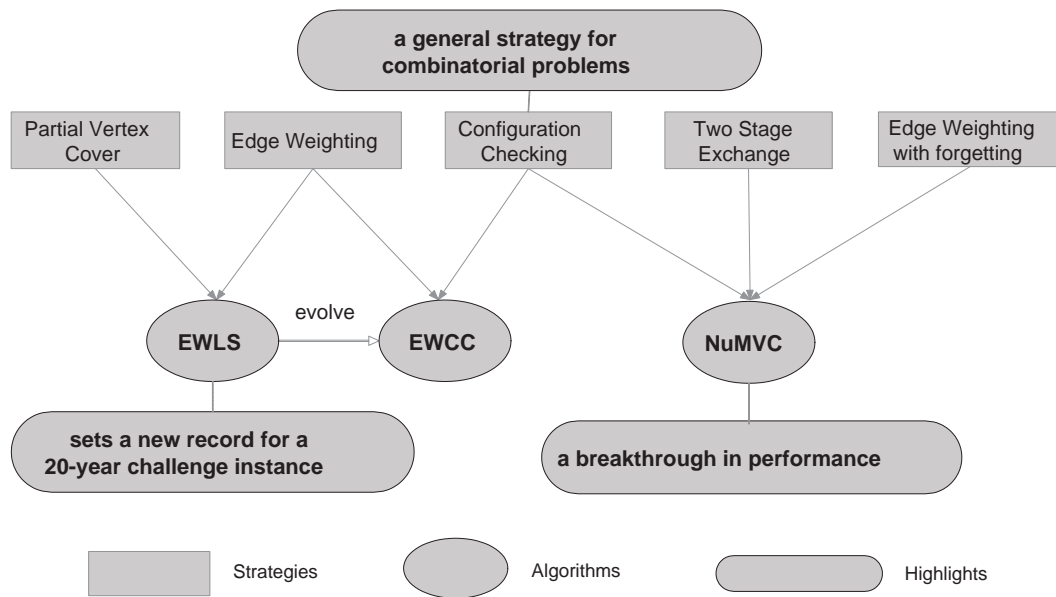 a general strategy for
combinatorial problems
Partial Vertex
Cover
Edge Weighting
Configuration
Checking
Two Stage
Exchange
Edge Weighting
with forgetting
evolve
EWLS
EWCC
NuMVC
sets a new record for a
20-year challenge instance
a breakthrough in performance
Strategies
Algorithms
Highlights